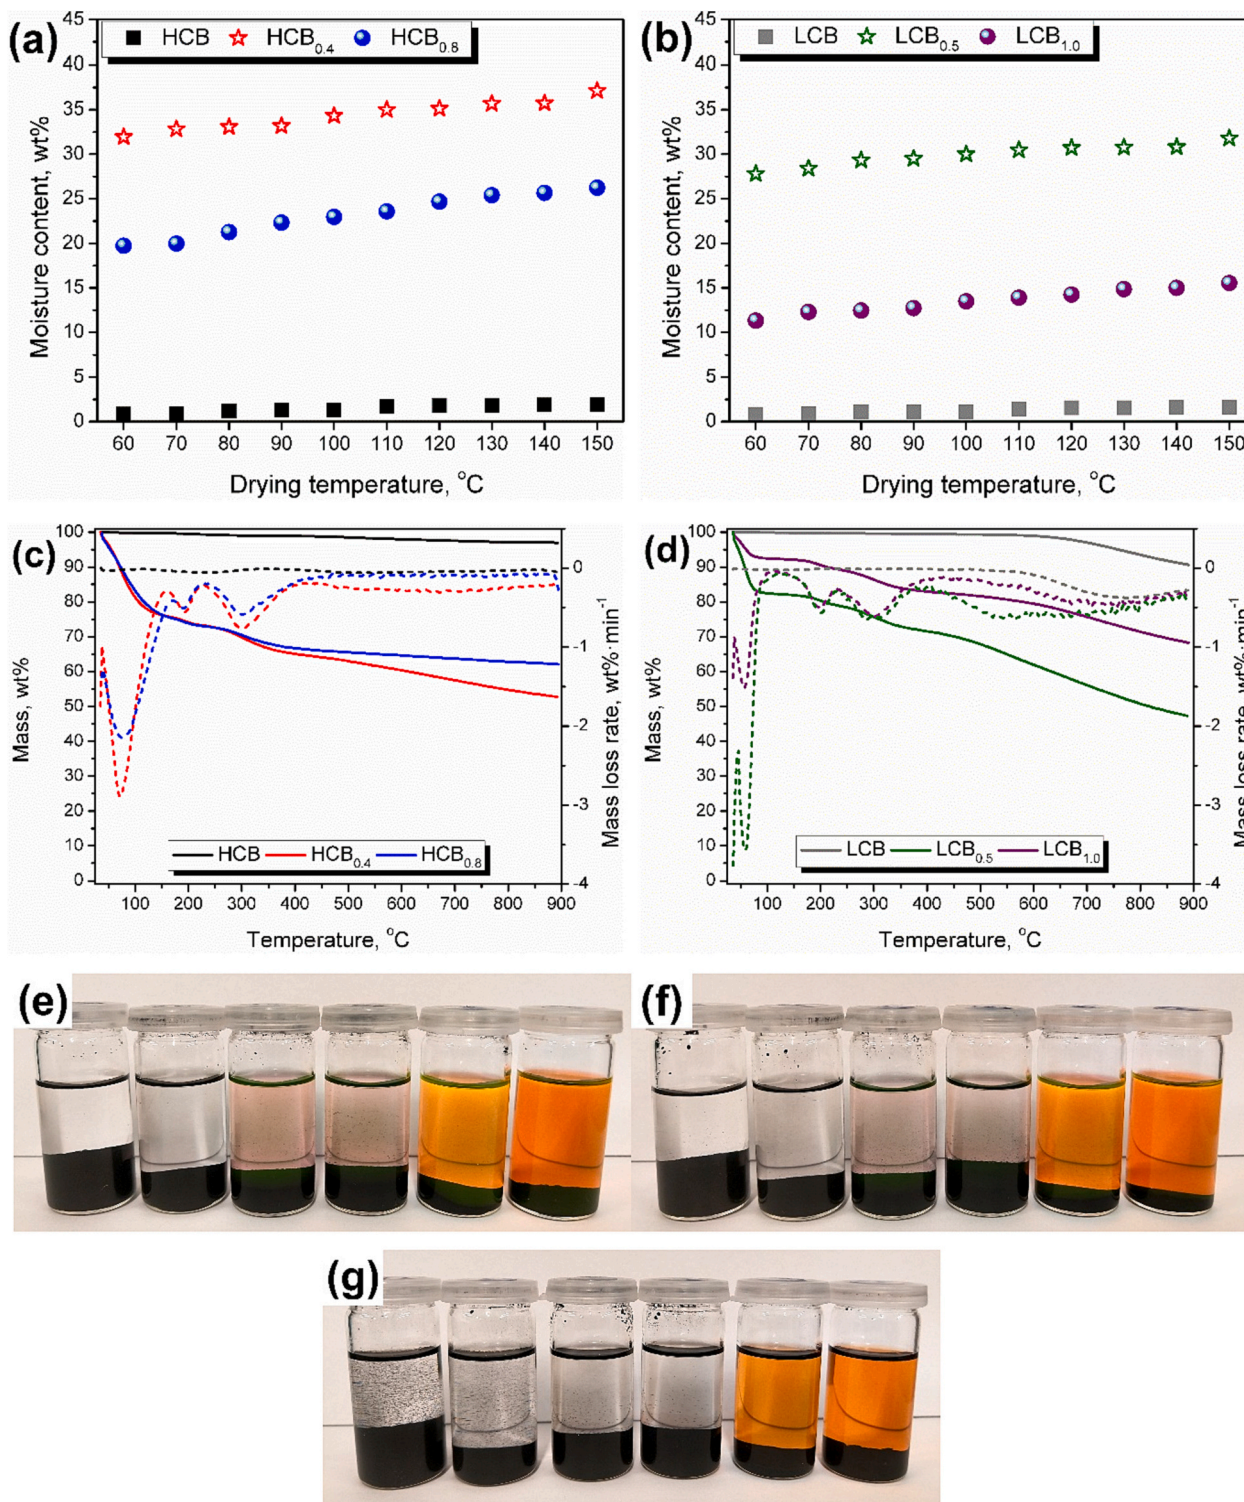 (a)
HCB HCB0.4 HCB0.8
Moisture content, wt%
45
40
35
30
25
20
15
10
5
0
60 70 80 90 100 110 120 130 140 150
Drying temperature, °C
(b)
LCB LCB0.5 LCB1.0
Moisture content, wt%
45
40
35
30
25
20
15
10
5
0
60 70 80 90 100 110 120 130 140 150
Drying temperature, °C
(c)
Mass, wt%
100
90
80
70
60
50
40
30
20
10
0
0
-1
-2
-3
-4
Mass loss rate, wt%·min-1
HCB HCB0.4 HCB0.8
100 200 300 400 500 600 700 800 900
Temperature, °C
(d)
Mass, wt%
100
90
80
70
60
50
40
30
20
10
0
0
-1
-2
-3
-4
Mass loss rate, wt%·min-1
LCB LCB0.5 LCB1.0
100 200 300 400 500 600 700 800 900
Temperature, °C
(e)
(f)
(g)